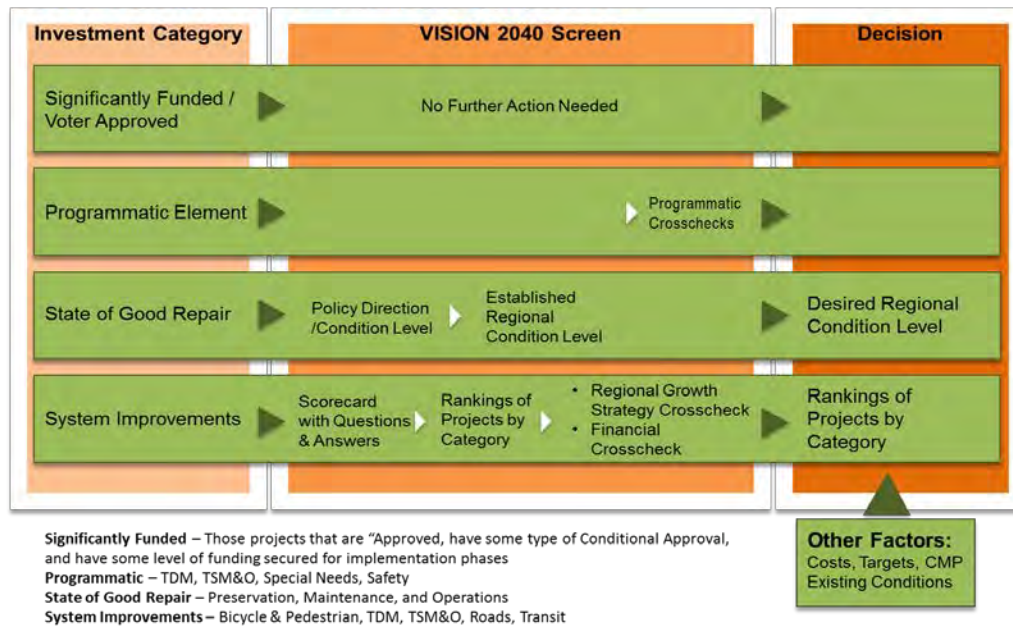 Investment Category
VISION 2040 Screen
Decision
Significantly Funded /
Voter Approved
No Further Action Needed
Programmatic Element
Programmatic
Crosschecks
State of Good Repair
Policy Direction
/Condition Level
Established
Regional
Condition Level
Desired Regional
Condition Level
System Improvements
Scorecard
with Questions
& Answers
Rankings of
Projects by
Category
• Regional Growth
Strategy Crosscheck
• Financial
Crosscheck
Rankings of
Projects by
Category
Other Factors:
Costs, Targets, CMP
Existing Conditions
Significantly Funded – Those projects that are “Approved, have some type of Conditional Approval,
and have some level of funding secured for implementation phases
Programmatic – TDM, TSM&O, Special Needs, Safety
State of Good Repair – Preservation, Maintenance, and Operations
System Improvements – Bicycle & Pedestrian, TDM, TSM&O, Roads, Transit